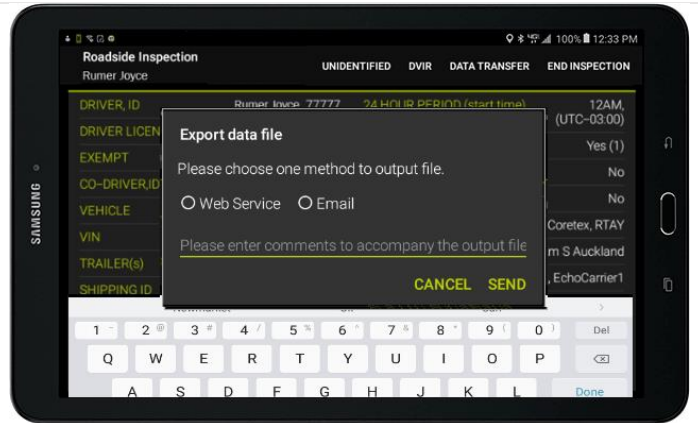 100% 12:33 PM
Roadside Inspection
Rumer Joyce
UNIDENTIFIED DVIR DATA TRANSFER END INSPECTION
DRIVER, ID Rumer Joyce, 77777 24 HOUR PERIOD (start time) 12AM,
(UTC-03:00)
DRIVER LICEN
Yes (1)
EXEMPT
No
CO-DRIVER,ID
No
VEHICLE
Coretex, RTAY
VIN
m S Auckland
TRAILER(s)
, EchoCarrier1
SHIPPING ID
Export data file
Please choose one method to output file.
Web Service Email
Please enter comments to accompany the output file
CANCEL SEND
1 - 2 @ 3 # 4 / 5 % 6 ^ 7 & 8 * 9 ( 0 ) Del
Q W E R T Y U I O P
A S D F G H J K L Done
SAMSUNG